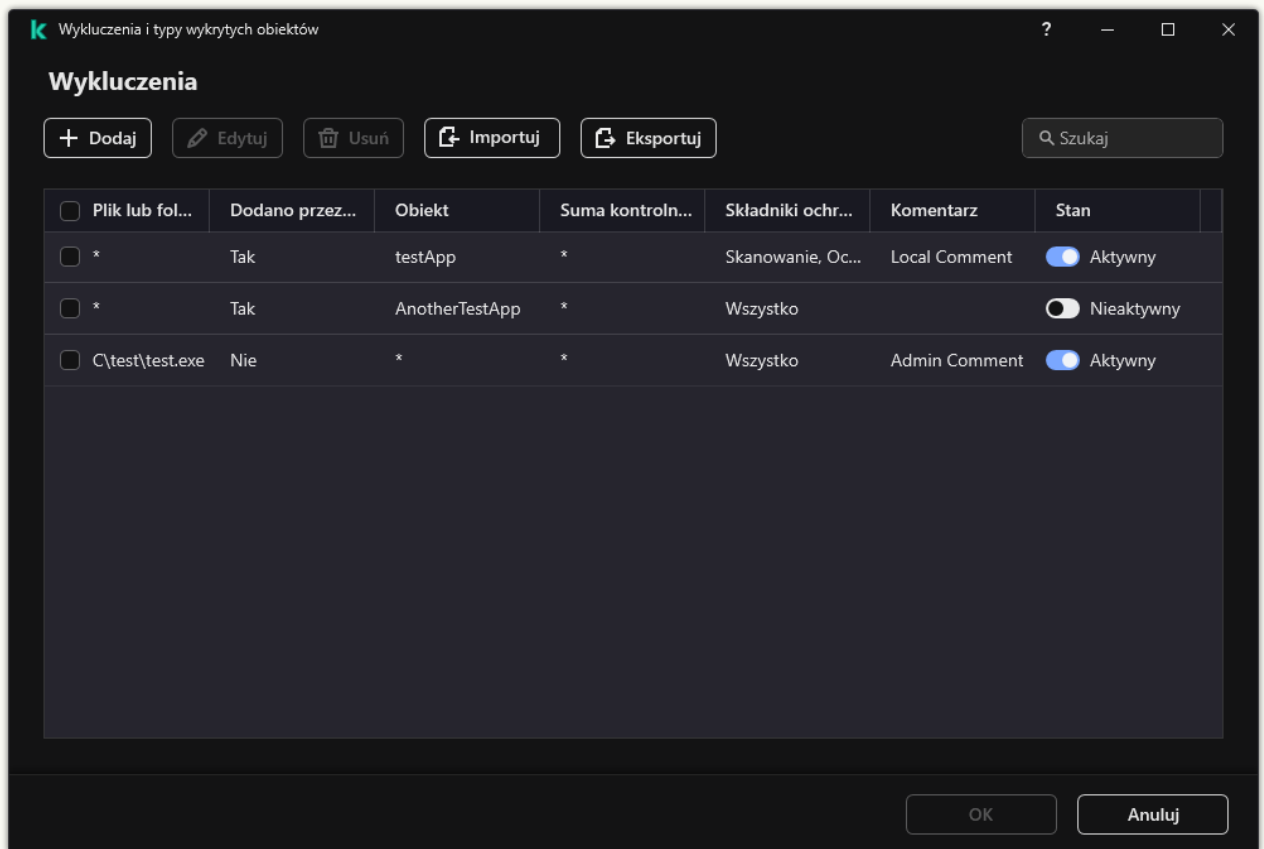 Wykluczenia i typy wykrytych obiektów ?
Wykluczenia
Dodaj Edytuj Usuń Importuj Eksportuj Szukaj
Plik lub fol... Dodano przez... Obiekt Suma kontroln... Składniki ochr... Komentarz Stan
* Tak testApp * Skanowanie, Oc... Local Comment Aktywny
* Tak AnotherTestApp * Wszystko Nieaktywny
C\test\test.exe Nie * * Wszystko Admin Comment Aktywny
OK Anuluj